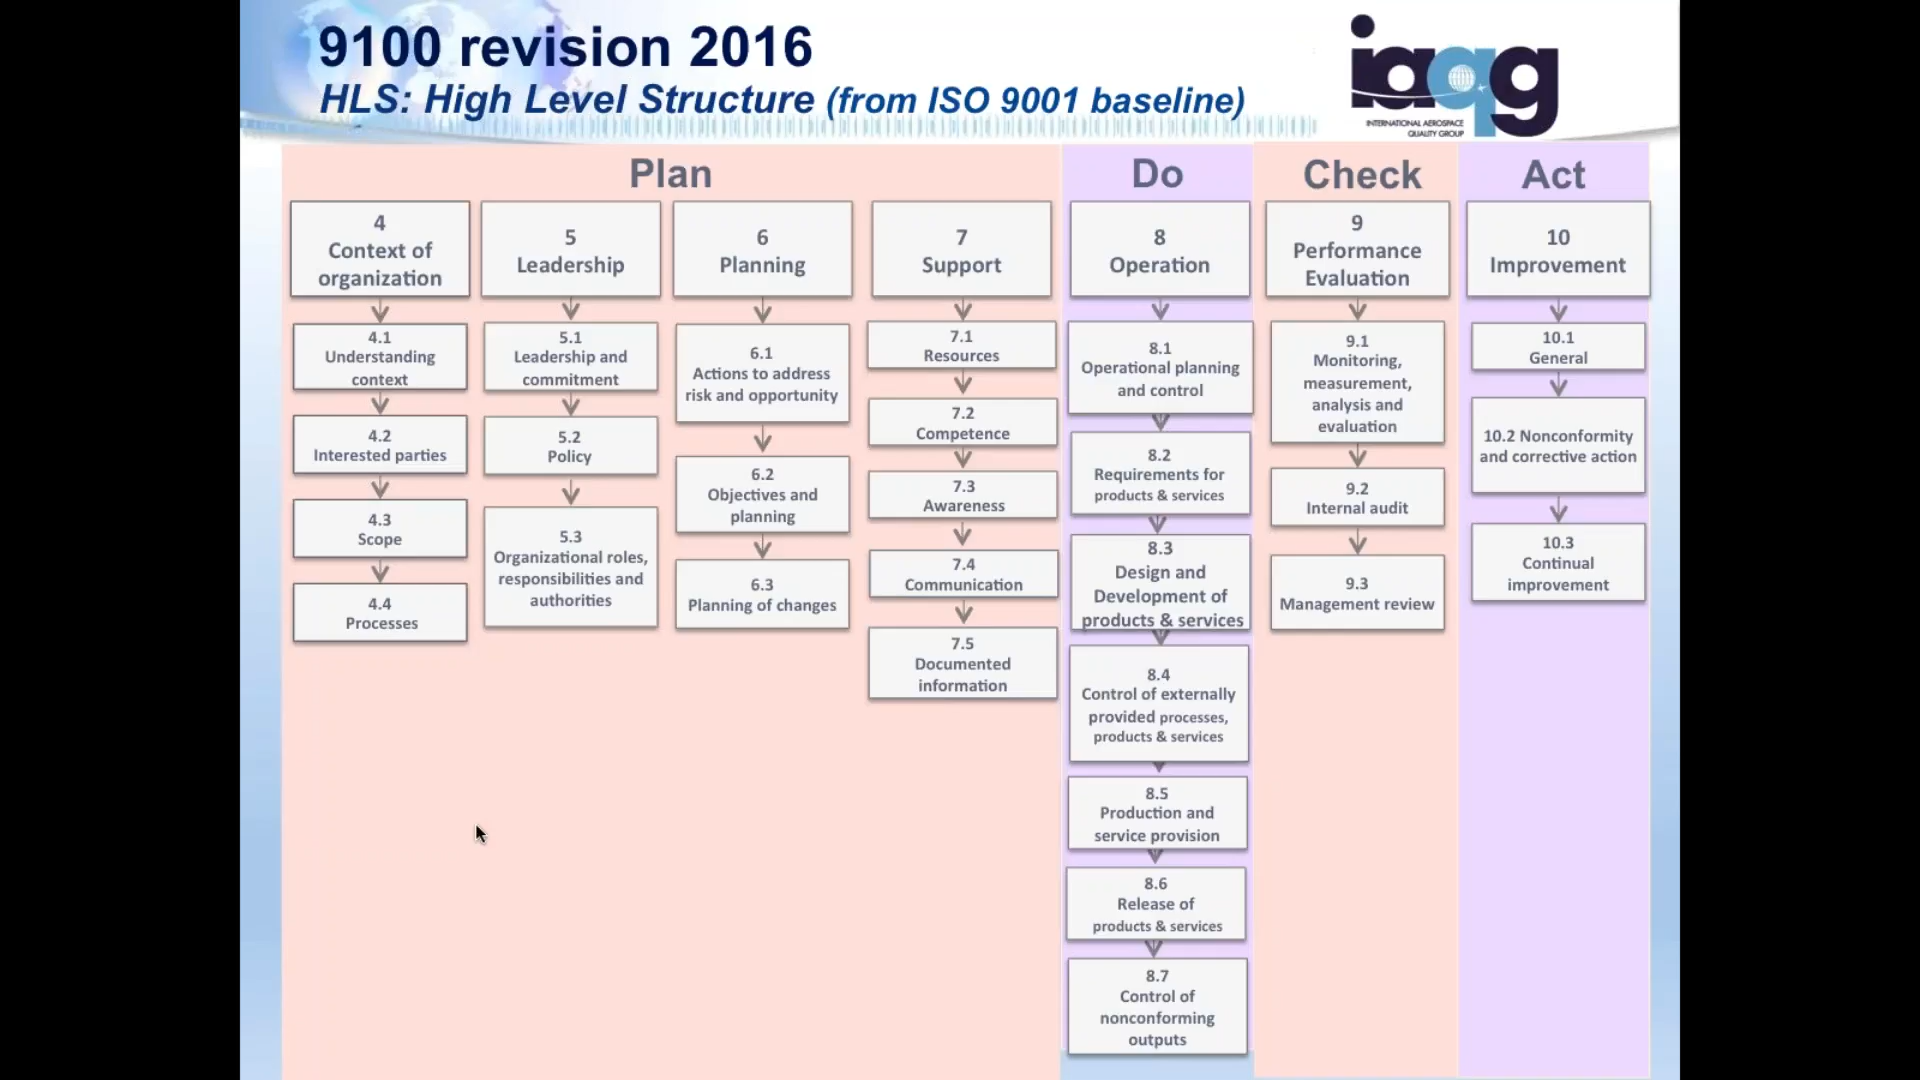 9100 revision 2016
HLS: High Level Structure (from ISO 9001 baseline)
iaqg
INTERNATIONAL AEROSPACE
QUALITY GROUP
Plan
Do
Check
Act
4
Context of
organization
4.1
Understanding
context
4.2
Interested parties
4.3
Scope
4.4
Processes
5
Leadership
5.1
Leadership and
commitment
5.2
Policy
5.3
Organizational roles,
responsibilities and
authorities
6
Planning
6.1
Actions to address
risk and opportunity
6.2
Objectives and
planning
6.3
Planning of changes
7
Support
7.1
Resources
7.2
Competence
7.3
Awareness
7.4
Communication
7.5
Documented
information
8
Operation
8.1
Operational planning
and control
8.2
Requirements for
products & services
8.3
Design and
Development of
products & services
8.4
Control of externally
provided processes,
products & services
8.5
Production and
service provision
8.6
Release of
products & services
8.7
Control of
nonconforming
outputs
9
Performance
Evaluation
9.1
Monitoring,
measurement,
analysis and
evaluation
9.2
Internal audit
9.3
Management review
10
Improvement
10.1
General
10.2 Nonconformity
and corrective action
10.3
Continual
improvement